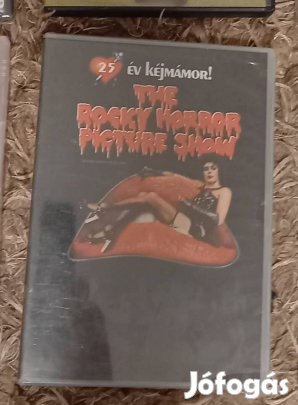 25 év kéjmámor!
THE
ROCKY HORROR
PICTURE SHOW
Jófogás